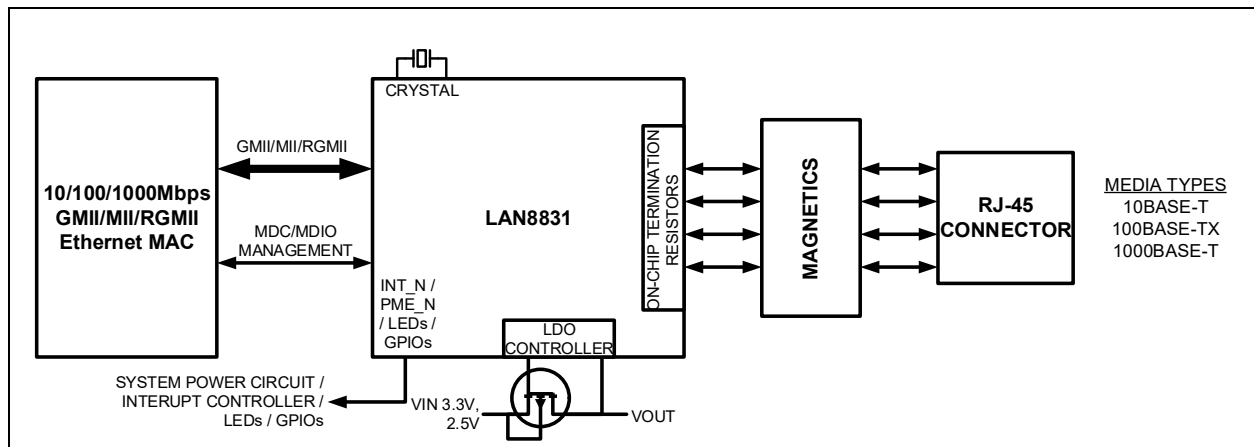 CRYSTAL
GMII/MII/RGMII
10/100/1000Mbps
GMII/MII/RGMII
Ethernet MAC
MDC/MDIO
MANAGEMENT
LAN8831
INT_N /
PME_N
/ LEDs /
GPIOs
ON-CHIP TERMINATION
RESISTORS
LDO
CONTROLLER
MAGNETICS
RJ-45
CONNECTOR
MEDIA TYPES
10BASE-T
100BASE-TX
1000BASE-T
SYSTEM POWER CIRCUIT /
INTERUPT CONTROLLER /
LEDs / GPIOs
VIN 3.3V,
2.5V
VOUT